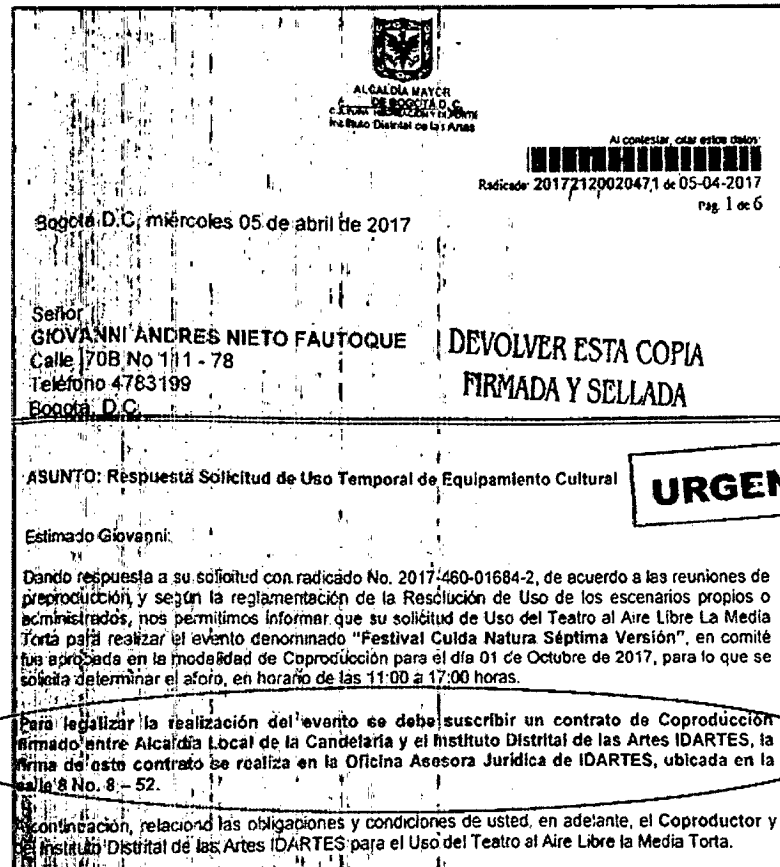 ALCALDÍA MAYOR
DE BOGOTÁ D.C.
CULTURA, RECREACIÓN Y DEPORTE
Instituto Distrital de las Artes
Al contestar, citar estos datos:
Radicado: 20172120020471 de 05-04-2017
Pág. 1 de 6
Bogotá D.C, miércoles 05 de abril de 2017
Señor
GIOVANNI ANDRES NIETO FAUTOQUE
Calle 70B No 111 - 78
Teléfono 4783199
Bogotá, D.C.
DEVOLVER ESTA COPIA
FIRMADA Y SELLADA
ASUNTO: Respuesta Solicitud de Uso Temporal de Equipamiento Cultural
URGEN
Estimado Giovanni:
Dando respuesta a su solicitud con radicado No. 2017-460-01684-2, de acuerdo a las reuniones de
preproducción, y según la reglamentación de la Resolución de Uso de los escenarios propios o
administrados, nos permitimos informar que su solicitud de Uso del Teatro al Aire Libre La Media
Torta para realizar el evento denominado "Festival Cuida Natura Séptima Versión", en comité
fue aprobada en la modalidad de Coproducción para el día 01 de Octubre de 2017, para lo que se
solicita determinar el aforo, en horario de las 11:00 a 17:00 horas.
Para legalizar la realización del evento se debe suscribir un contrato de Coproducción
firmado entre Alcaldía Local de la Candelaria y el Instituto Distrital de las Artes IDARTES, la
firma de este contrato se realiza en la Oficina Asesora Jurídica de IDARTES, ubicada en la
calle 8 No. 8 – 52.
A continuación, relaciono las obligaciones y condiciones de usted, en adelante, el Coproductor y
del Instituto Distrital de las Artes IDARTES para el Uso del Teatro al Aire Libre la Media Torta.